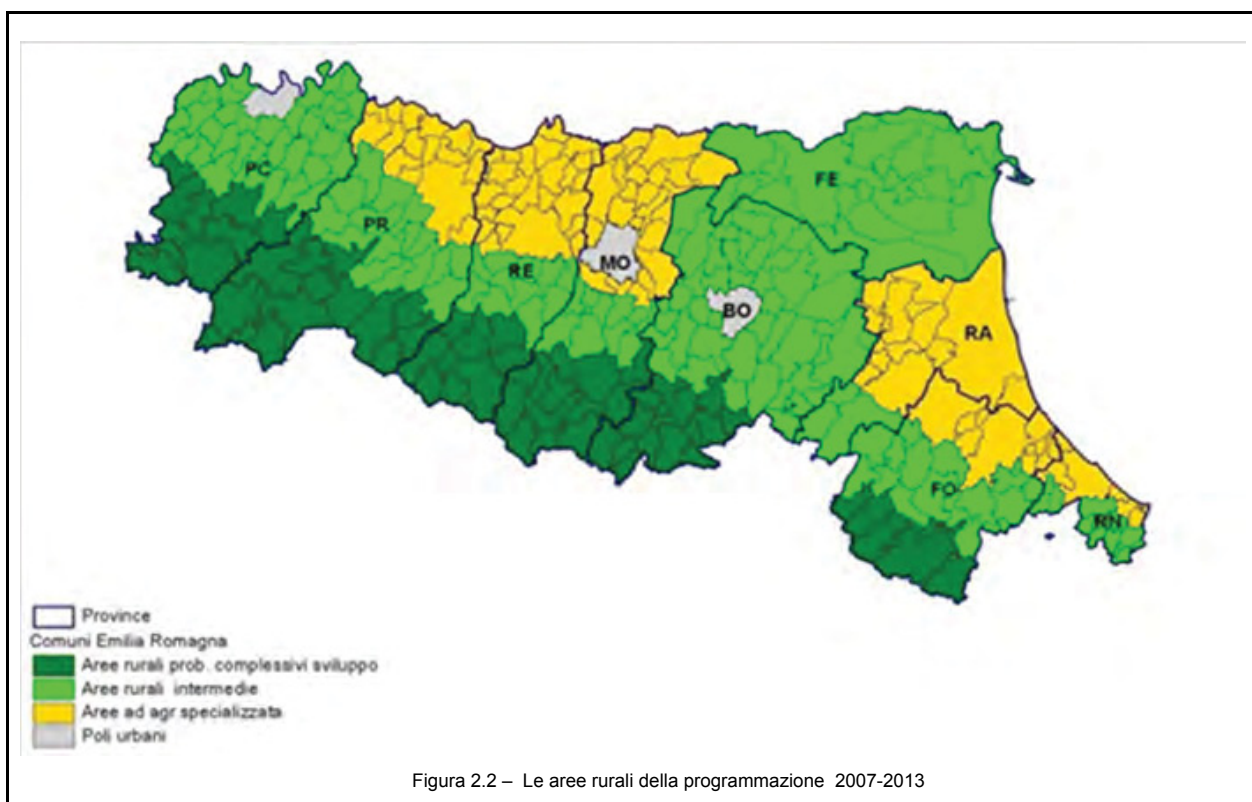 PC
PR
RE
MO
BO
FE
RA
FO
RN
Province
Comuni Emilia Romagna
Aree rurali prob. complessivi sviluppo
Aree rurali intermedie
Aree ad agr specializzata
Poli urbani
Figura 2.2 – Le aree rurali della programmazione 2007-2013